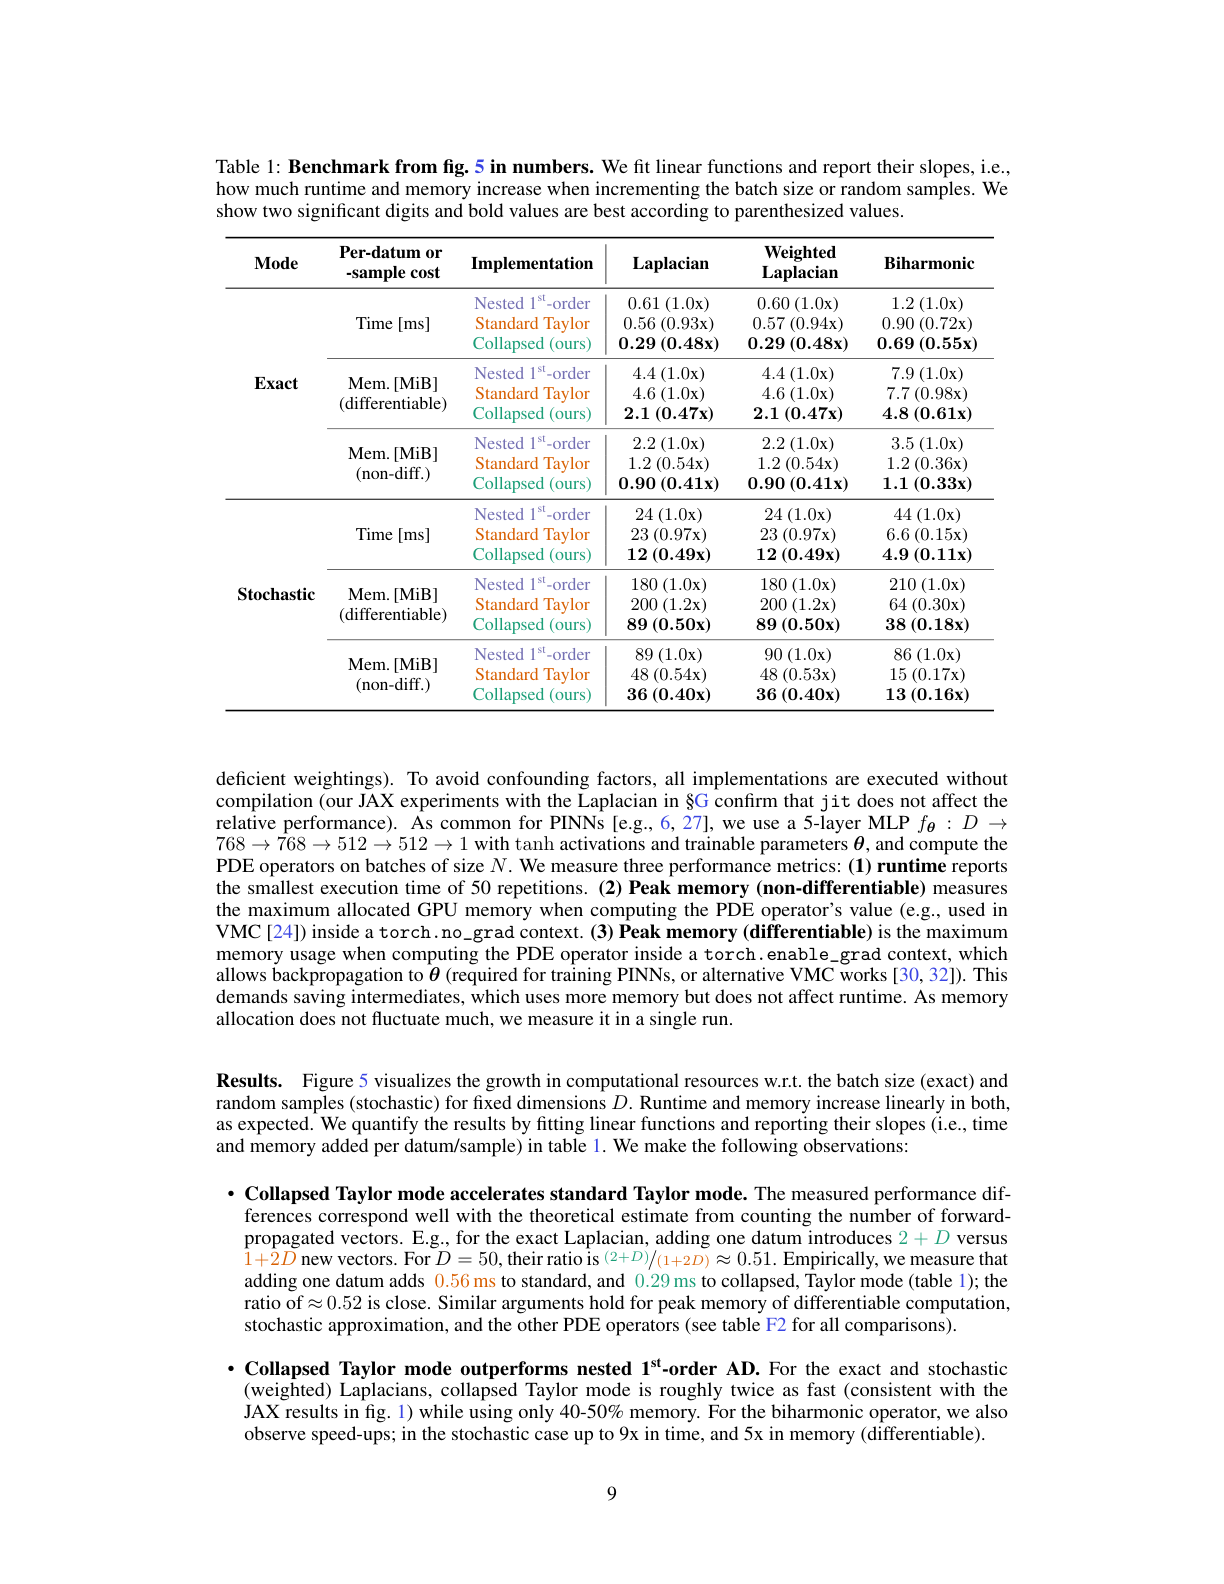 Table 1: Benchmark from fig. 5 in numbers. We fit linear functions and report their slopes, i.e.,
how much runtime and memory increase when incrementing the batch size or random samples. We
show two significant digits and bold values are best according to parenthesized values.
Mode Per-datum or -sample cost Implementation Laplacian Weighted Laplacian Biharmonic
Exact
Time [ms]
Nested 1st-order 0.61 (1.0x) 0.60 (1.0x) 1.2 (1.0x)
Standard Taylor 0.56 (0.93x) 0.57 (0.94x) 0.90 (0.72x)
Collapsed (ours) 0.29 (0.48x) 0.29 (0.48x) 0.69 (0.55x)
Mem. [MiB]
(differentiable)
Nested 1st-order 4.4 (1.0x) 4.4 (1.0x) 7.9 (1.0x)
Standard Taylor 4.6 (1.0x) 4.6 (1.0x) 7.7 (0.98x)
Collapsed (ours) 2.1 (0.47x) 2.1 (0.47x) 4.8 (0.61x)
Mem. [MiB]
(non-diff.)
Nested 1st-order 2.2 (1.0x) 2.2 (1.0x) 3.5 (1.0x)
Standard Taylor 1.2 (0.54x) 1.2 (0.54x) 1.2 (0.36x)
Collapsed (ours) 0.90 (0.41x) 0.90 (0.41x) 1.1 (0.33x)
Stochastic
Time [ms]
Nested 1st-order 24 (1.0x) 24 (1.0x) 44 (1.0x)
Standard Taylor 23 (0.97x) 23 (0.97x) 6.6 (0.15x)
Collapsed (ours) 12 (0.49x) 12 (0.49x) 4.9 (0.11x)
Mem. [MiB]
(differentiable)
Nested 1st-order 180 (1.0x) 180 (1.0x) 210 (1.0x)
Standard Taylor 200 (1.2x) 200 (1.2x) 64 (0.30x)
Collapsed (ours) 89 (0.50x) 89 (0.50x) 38 (0.18x)
Mem. [MiB]
(non-diff.)
Nested 1st-order 89 (1.0x) 90 (1.0x) 86 (1.0x)
Standard Taylor 48 (0.54x) 48 (0.53x) 15 (0.17x)
Collapsed (ours) 36 (0.40x) 36 (0.40x) 13 (0.16x)
deficient weightings). To avoid confounding factors, all implementations are executed without
compilation (our JAX experiments with the Laplacian in §G confirm that jit does not affect the
relative performance). As common for PINNs [e.g., 6, 27], we use a 5-layer MLP f𝜽 : D →
768 → 768 → 512 → 512 → 1 with tanh activations and trainable parameters 𝜽, and compute the
PDE operators on batches of size N. We measure three performance metrics: (1) runtime reports
the smallest execution time of 50 repetitions. (2) Peak memory (non-differentiable) measures
the maximum allocated GPU memory when computing the PDE operator's value (e.g., used in
VMC [24]) inside a torch.no_grad context. (3) Peak memory (differentiable) is the maximum
memory usage when computing the PDE operator inside a torch.enable_grad context, which
allows backpropagation to 𝜽 (required for training PINNs, or alternative VMC works [30, 32]). This
demands saving intermediates, which uses more memory but does not affect runtime. As memory
allocation does not fluctuate much, we measure it in a single run.
Results. Figure 5 visualizes the growth in computational resources w.r.t. the batch size (exact) and
random samples (stochastic) for fixed dimensions D. Runtime and memory increase linearly in both,
as expected. We quantify the results by fitting linear functions and reporting their slopes (i.e., time
and memory added per datum/sample) in table 1. We make the following observations:
• Collapsed Taylor mode accelerates standard Taylor mode. The measured performance dif-
ferences correspond well with the theoretical estimate from counting the number of forward-
propagated vectors. E.g., for the exact Laplacian, adding one datum introduces 2 + D versus
1+2D new vectors. For D = 50, their ratio is (2+D)/(1+2D) ≈ 0.51. Empirically, we measure that
adding one datum adds 0.56 ms to standard, and 0.29 ms to collapsed, Taylor mode (table 1); the
ratio of ≈ 0.52 is close. Similar arguments hold for peak memory of differentiable computation,
stochastic approximation, and the other PDE operators (see table F2 for all comparisons).
• Collapsed Taylor mode outperforms nested 1st-order AD. For the exact and stochastic
(weighted) Laplacians, collapsed Taylor mode is roughly twice as fast (consistent with the
JAX results in fig. 1) while using only 40-50% memory. For the biharmonic operator, we also
observe speed-ups; in the stochastic case up to 9x in time, and 5x in memory (differentiable).
9